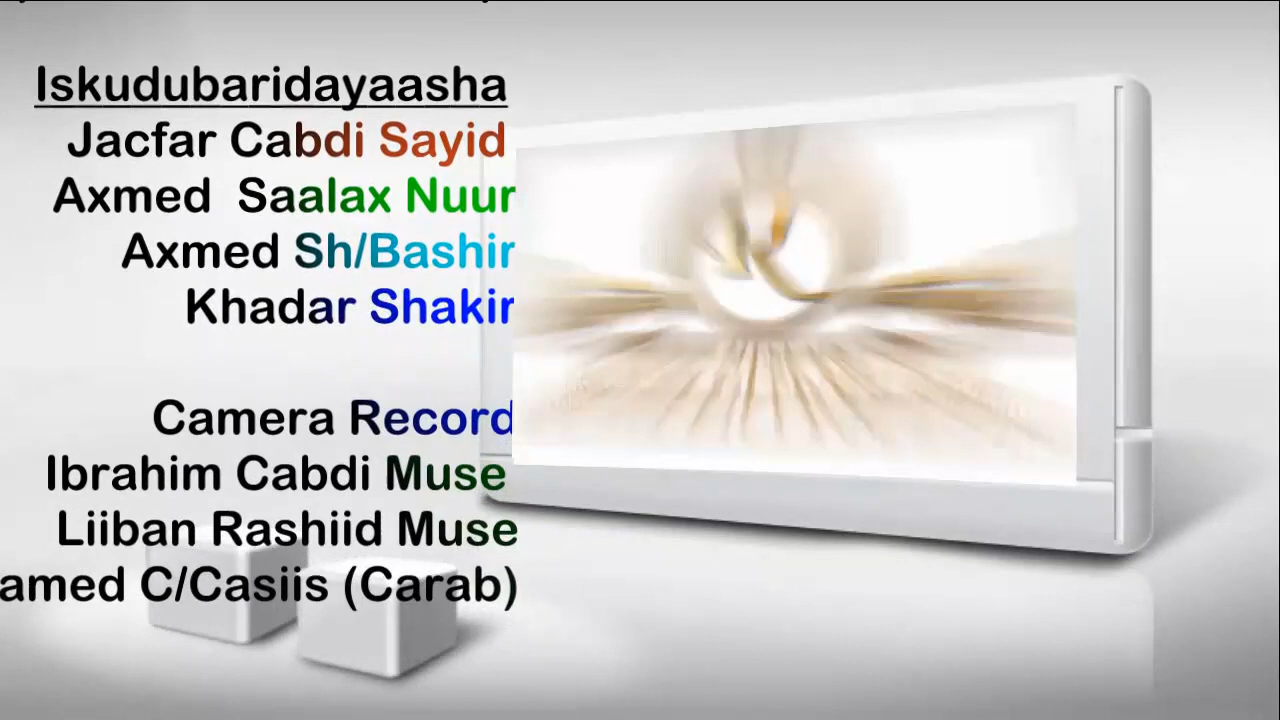 Iskudubaridayaasha
Jacfar Cabdi Sayid
Axmed Saalax Nuur
Axmed Sh/Bashir
Khadar Shakir
Camera Record
Ibrahim Cabdi Muse
Liiban Rashiid Muse
C/Casiis (Carab)